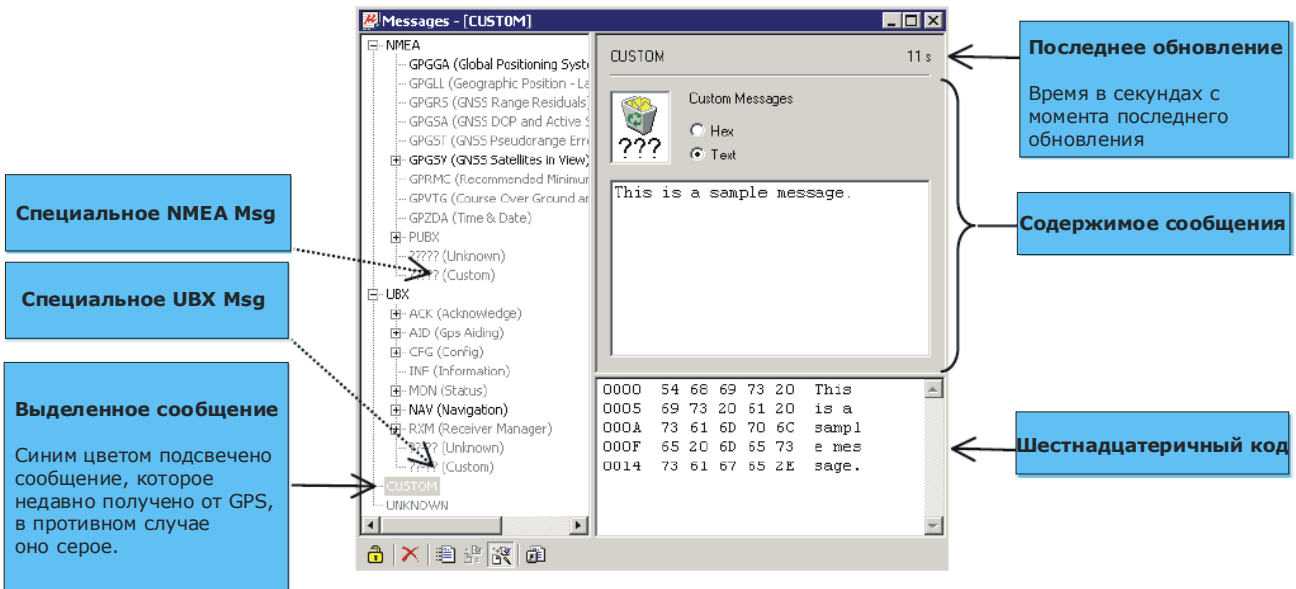 Messages - [CUSTOM]
NMEA
GPGGA (Global Positioning Syst
GPGLL (Geographic Position - La
GPGRS (GNSS Range Residuals)
GPGSA (GNSS DOP and Active S
GPGST (GNSS Pseudorange Err
GPGSV (GNSS Satellites in View)
GPRMC (Recommended Minimur
GPVTG (Course Over Ground ar
GPZDA (Time & Date)
PUBX
????? (Unknown)
????? (Custom)
UBX
ACK (Acknowledge)
AID (Gps Aiding)
CFG (Config)
INF (Information)
MON (Status)
NAV (Navigation)
RXM (Receiver Manager)
????? (Unknown)
????? (Custom)
CUSTOM
UNKNOWN
CUSTOM 11 s
Custom Messages
Hex
Text
???
This is a sample message.
0000 54 68 69 73 20 This
0005 69 73 20 61 20 is a
000A 73 61 6D 70 6C sampl
000F 65 20 6D 65 73 e mes
0014 73 61 67 65 2E sage.
Специальное NMEA Msg
Специальное UBX Msg
Выделенное сообщение
Синим цветом подсвечено
сообщение, которое
недавно получено от GPS,
в противном случае
оно серое.
Последнее обновление
Время в секундах с
момента последнего
обновления
Содержимое сообщения
Шестнадцатеричный код